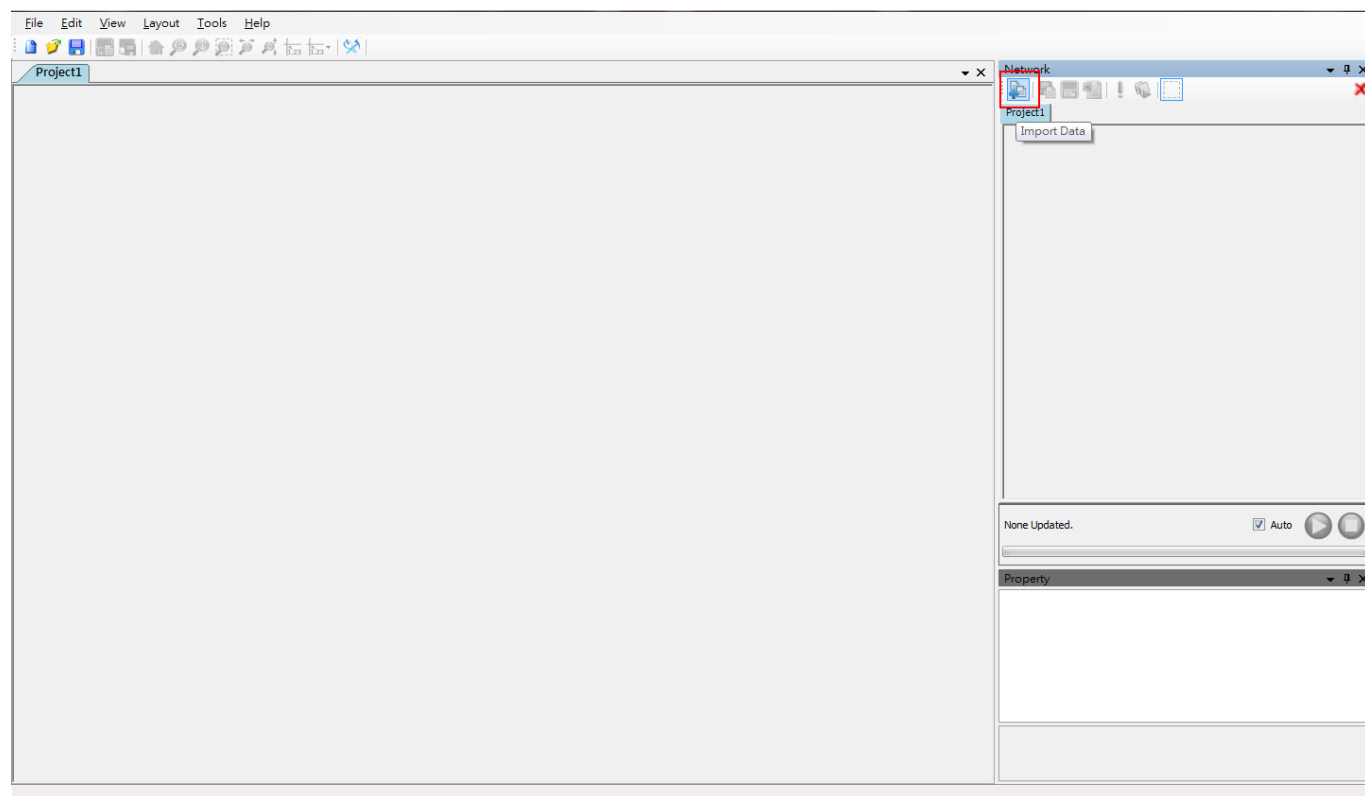 File Edit View Layout Tools Help
Project1
Network
Project1
Import Data
None Updated.
Auto
Property